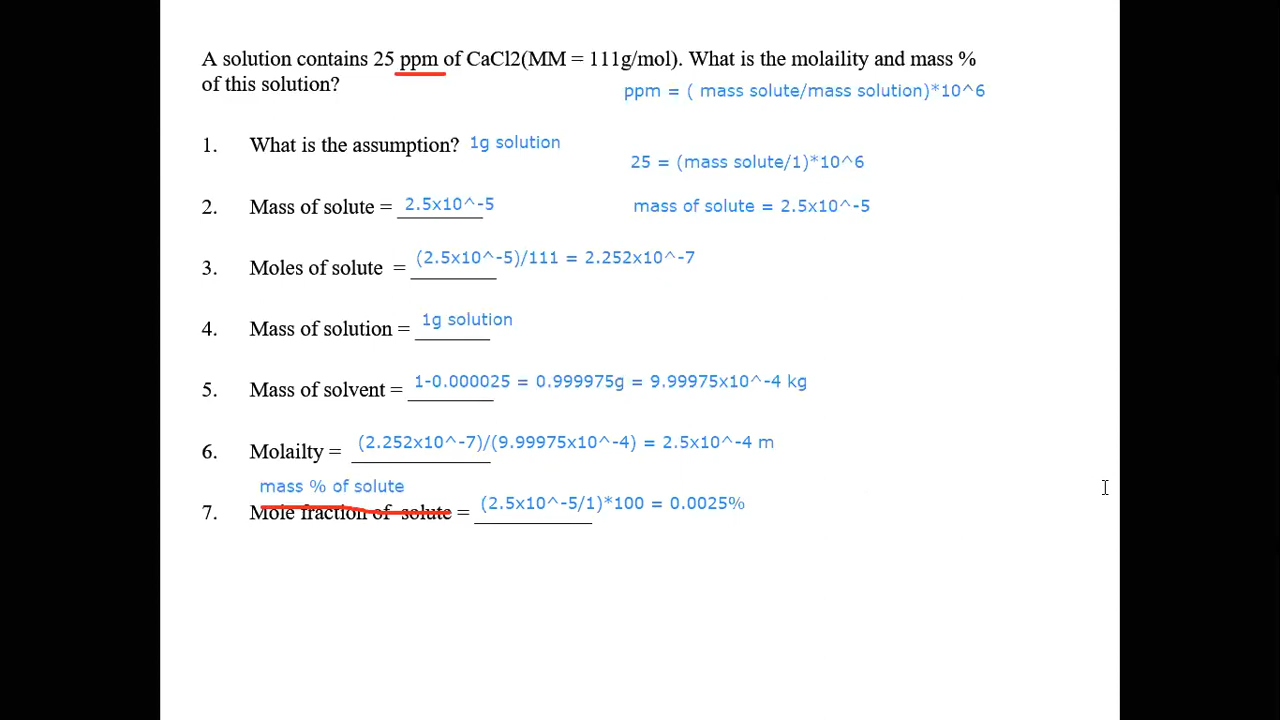 A solution contains 25 ppm of CaCl2(MM = 111g/mol). What is the molaility and mass %
of this solution?
ppm = ( mass solute/mass solution)*10^6
1. What is the assumption? 1g solution
25 = (mass solute/1)*10^6
2. Mass of solute = 2.5x10^-5
mass of solute = 2.5x10^-5
3. Moles of solute = (2.5x10^-5)/111 = 2.252x10^-7
4. Mass of solution = 1g solution
5. Mass of solvent = 1-0.000025 = 0.999975g = 9.99975x10^-4 kg
6. Molailty = (2.252x10^-7)/(9.99975x10^-4) = 2.5x10^-4 m
mass % of solute
7. Mole fraction of solute = (2.5x10^-5/1)*100 = 0.0025%